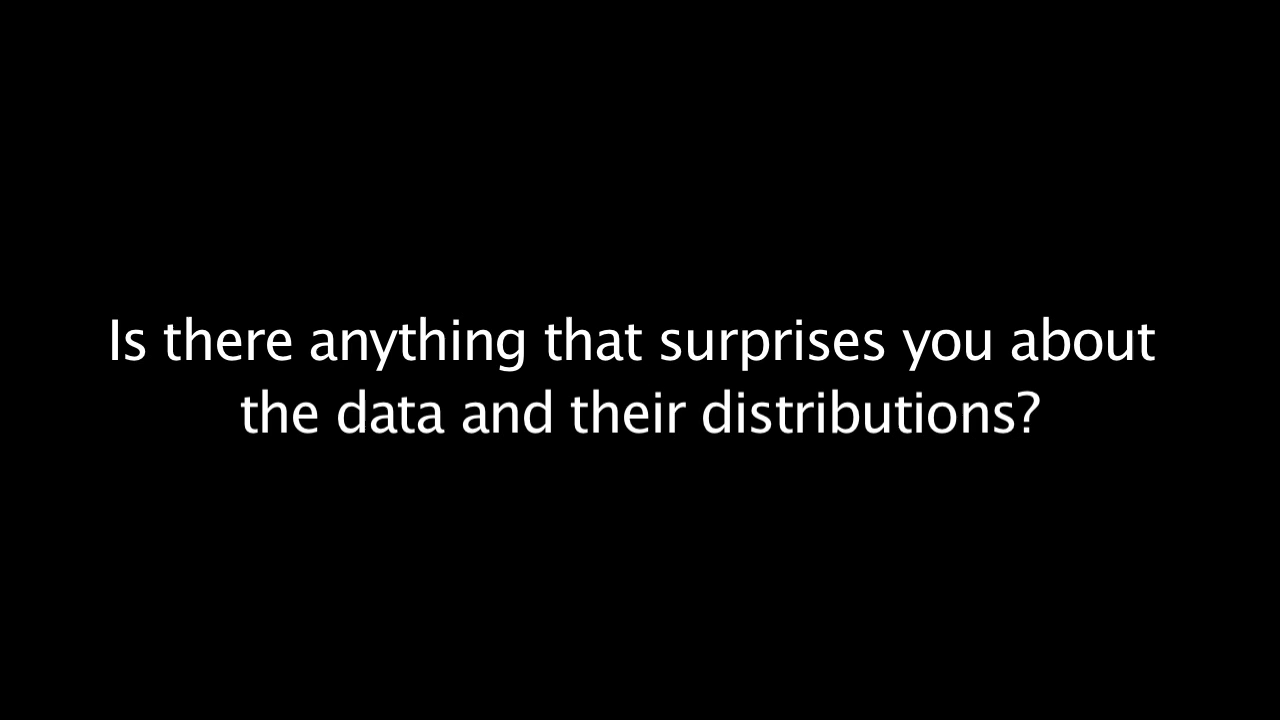 Is there anything that surprises you about
the data and their distributions?